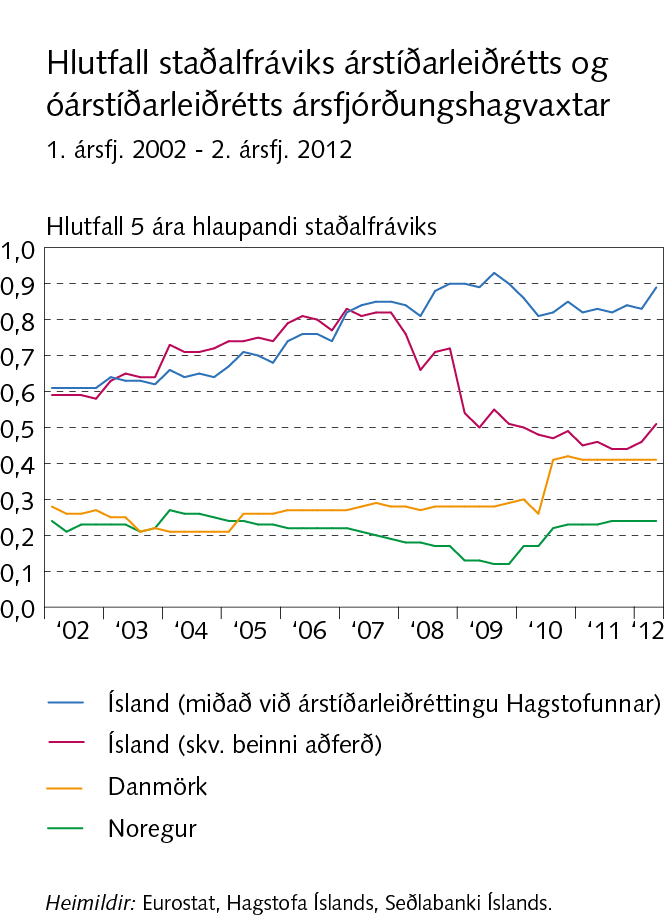 Hlutfall staðalfráviks árstíðarleiðrétts og
óárstíðarleiðrétts ársfjórðungshagvaxtar
1. ársfj. 2002 - 2. ársfj. 2012
Hlutfall 5 ára hlaupandi staðalfráviks
1,0
0,9
0,8
0,7
0,6
0,5
0,4
0,3
0,2
0,1
0,0
‘02 ‘03 ‘04 ‘05 ‘06 ‘07 ‘08 ‘09 ‘10 ‘11 ‘12
Ísland (miðað við árstíðarleiðréttingu Hagstofunnar)
Ísland (skv. beinni aðferð)
Danmörk
Noregur
Heimildir: Eurostat, Hagstofa Íslands, Seðlabanki Íslands.